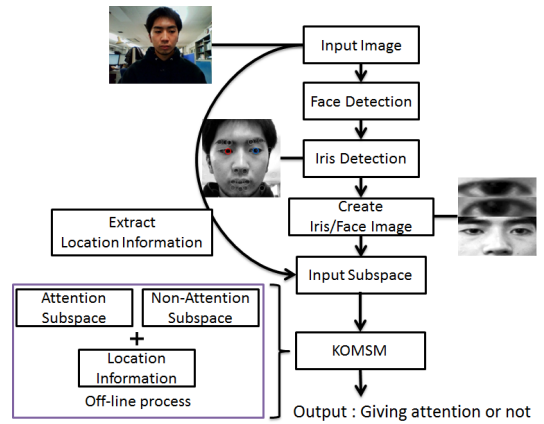 Input Image
Face Detection
Iris Detection
Create
Iris/Face Image
Extract
Location Information
Input Subspace
Attention
Subspace
Non-Attention
Subspace
+
Location
Information
Off-line process
KOMSM
Output : Giving attention or not